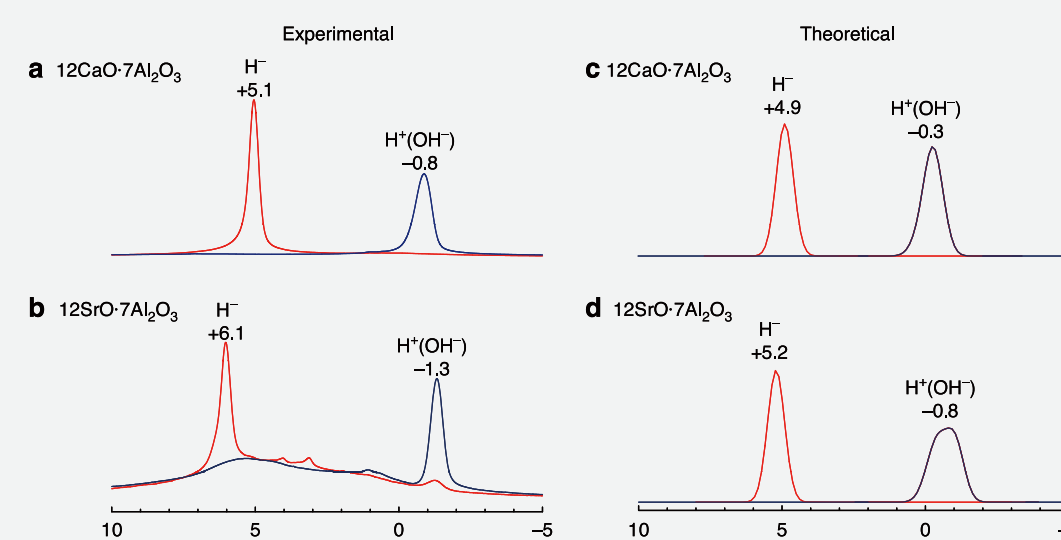 Experimental
Theoretical
a 12CaO·7Al₂O₃
H⁻
+5.1
H⁺(OH⁻)
−0.8
c 12CaO·7Al₂O₃
H⁻
+4.9
H⁺(OH⁻)
−0.3
b 12SrO·7Al₂O₃
H⁻
+6.1
H⁺(OH⁻)
−1.3
d 12SrO·7Al₂O₃
H⁻
+5.2
H⁺(OH⁻)
−0.8
10 5 0 −5
10 5 0